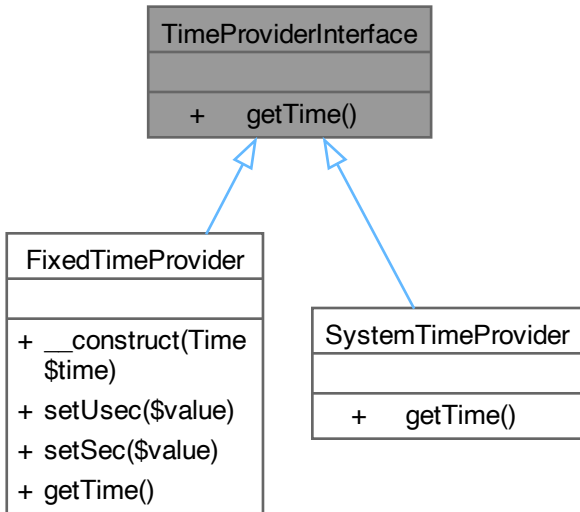 TimeProviderInterface
+ getTime()
FixedTimeProvider
+ __construct(Time
$time)
+ setUsec($value)
+ setSec($value)
+ getTime()
SystemTimeProvider
+ getTime()